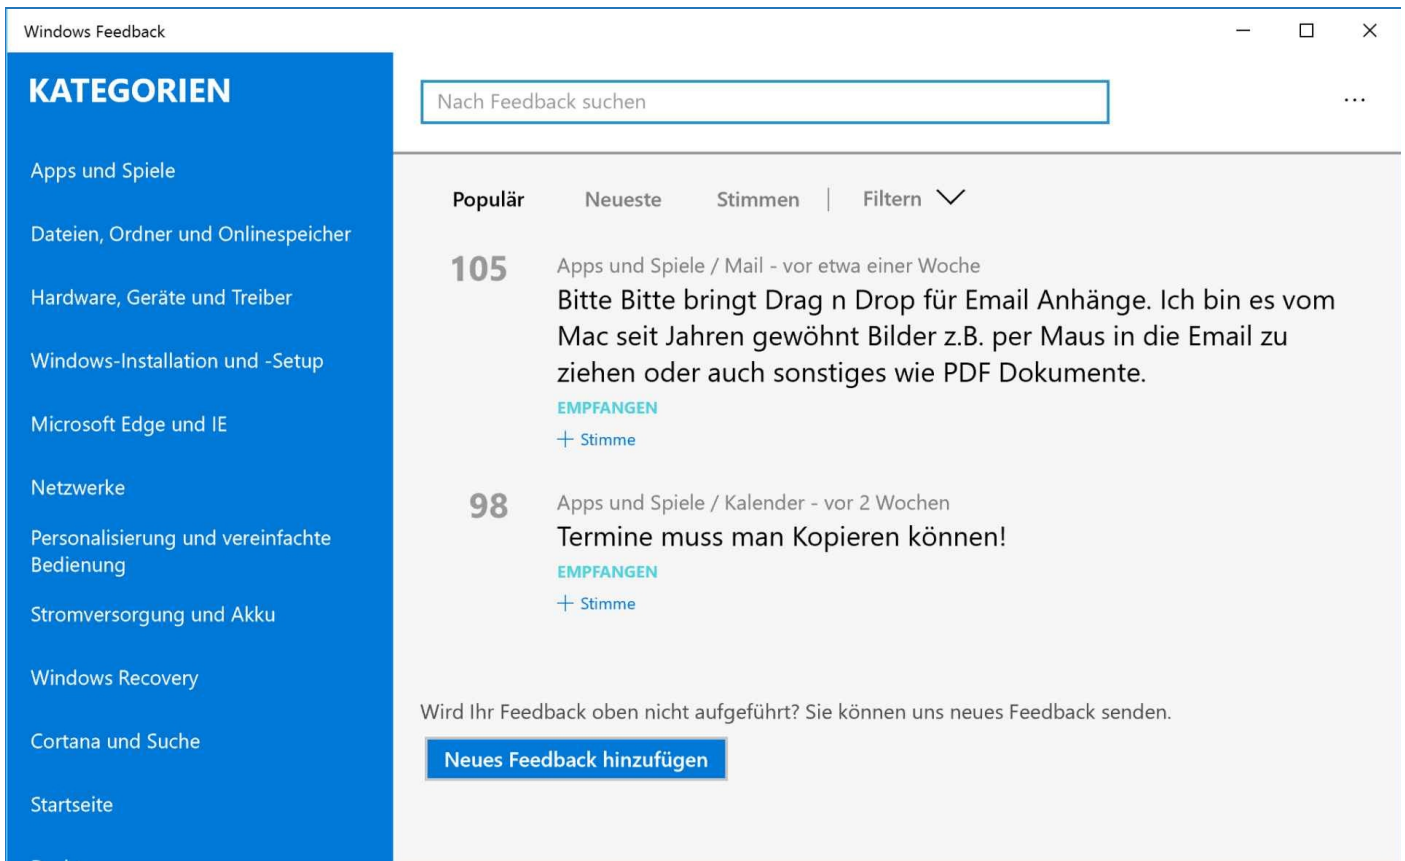 Windows Feedback
KATEGORIEN
Apps und Spiele
Dateien, Ordner und Onlinespeicher
Hardware, Geräte und Treiber
Windows-Installation und -Setup
Microsoft Edge und IE
Netzwerke
Personalisierung und vereinfachte
Bedienung
Stromversorgung und Akku
Windows Recovery
Cortana und Suche
Startseite
Nach Feedback suchen
...
Populär Neueste Stimmen | Filtern
105
Apps und Spiele / Mail - vor etwa einer Woche
Bitte Bitte bringt Drag n Drop für Email Anhänge. Ich bin es vom
Mac seit Jahren gewöhnt Bilder z.B. per Maus in die Email zu
ziehen oder auch sonstiges wie PDF Dokumente.
EMPFANGEN
+ Stimme
98
Apps und Spiele / Kalender - vor 2 Wochen
Termine muss man Kopieren können!
EMPFANGEN
+ Stimme
Wird Ihr Feedback oben nicht aufgeführt? Sie können uns neues Feedback senden.
Neues Feedback hinzufügen